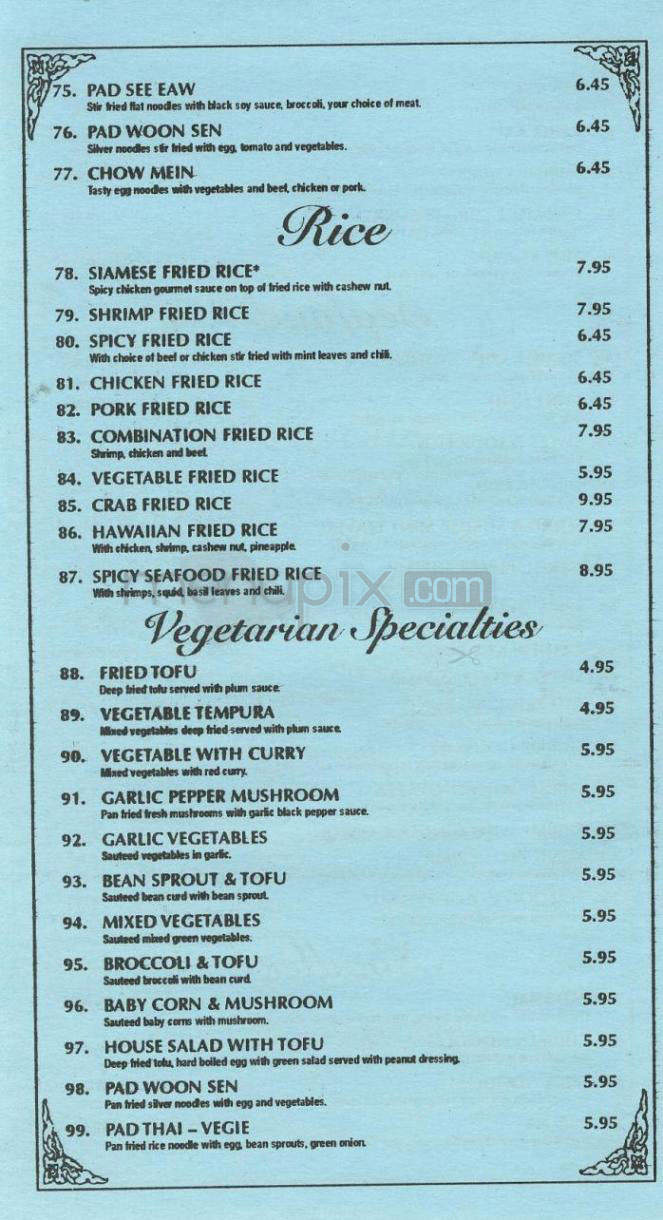 75. PAD SEE EAW 6.45
Stir fried flat noodles with black soy sauce, broccoli, your choice of meat.
76. PAD WOON SEN 6.45
Silver noodles stir fried with egg, tomato and vegetables.
77. CHOW MEIN 6.45
Tasty egg noodles with vegetables and beef, chicken or pork.
Rice
78. SIAMESE FRIED RICE* 7.95
Spicy chicken gourmet sauce on top of fried rice with cashew nut.
79. SHRIMP FRIED RICE 7.95
80. SPICY FRIED RICE 6.45
With choice of beef or chicken stir fried with mint leaves and chili.
81. CHICKEN FRIED RICE 6.45
82. PORK FRIED RICE 6.45
83. COMBINATION FRIED RICE 7.95
Shrimp, chicken and beef.
84. VEGETABLE FRIED RICE 5.95
85. CRAB FRIED RICE 9.95
86. HAWAIIAN FRIED RICE 7.95
With chicken, shrimp, cashew nut, pineapple.
87. SPICY SEAFOOD FRIED RICE 8.95
With shrimps, squid, basil leaves and chili.
menupix.com
Vegetarian Specialties
88. FRIED TOFU 4.95
Deep fried tofu served with plum sauce.
89. VEGETABLE TEMPURA 4.95
Mixed vegetables deep fried served with plum sauce.
90. VEGETABLE WITH CURRY 5.95
Mixed vegetables with red curry.
91. GARLIC PEPPER MUSHROOM 5.95
Pan fried fresh mushrooms with garlic black pepper sauce.
92. GARLIC VEGETABLES 5.95
Sauteed vegetables in garlic.
93. BEAN SPROUT & TOFU 5.95
Sauteed bean curd with bean sprout.
94. MIXED VEGETABLES 5.95
Sauteed mixed green vegetables.
95. BROCCOLI & TOFU 5.95
Sauteed broccoli with bean curd.
96. BABY CORN & MUSHROOM 5.95
Sauteed baby corns with mushroom.
97. HOUSE SALAD WITH TOFU 5.95
Deep fried tofu, hard boiled egg with green salad served with peanut dressing.
98. PAD WOON SEN 5.95
Pan fried silver noodles with egg and vegetables.
99. PAD THAI – VEGIE 5.95
Pan fried rice noodle with egg, bean sprouts, green onion.